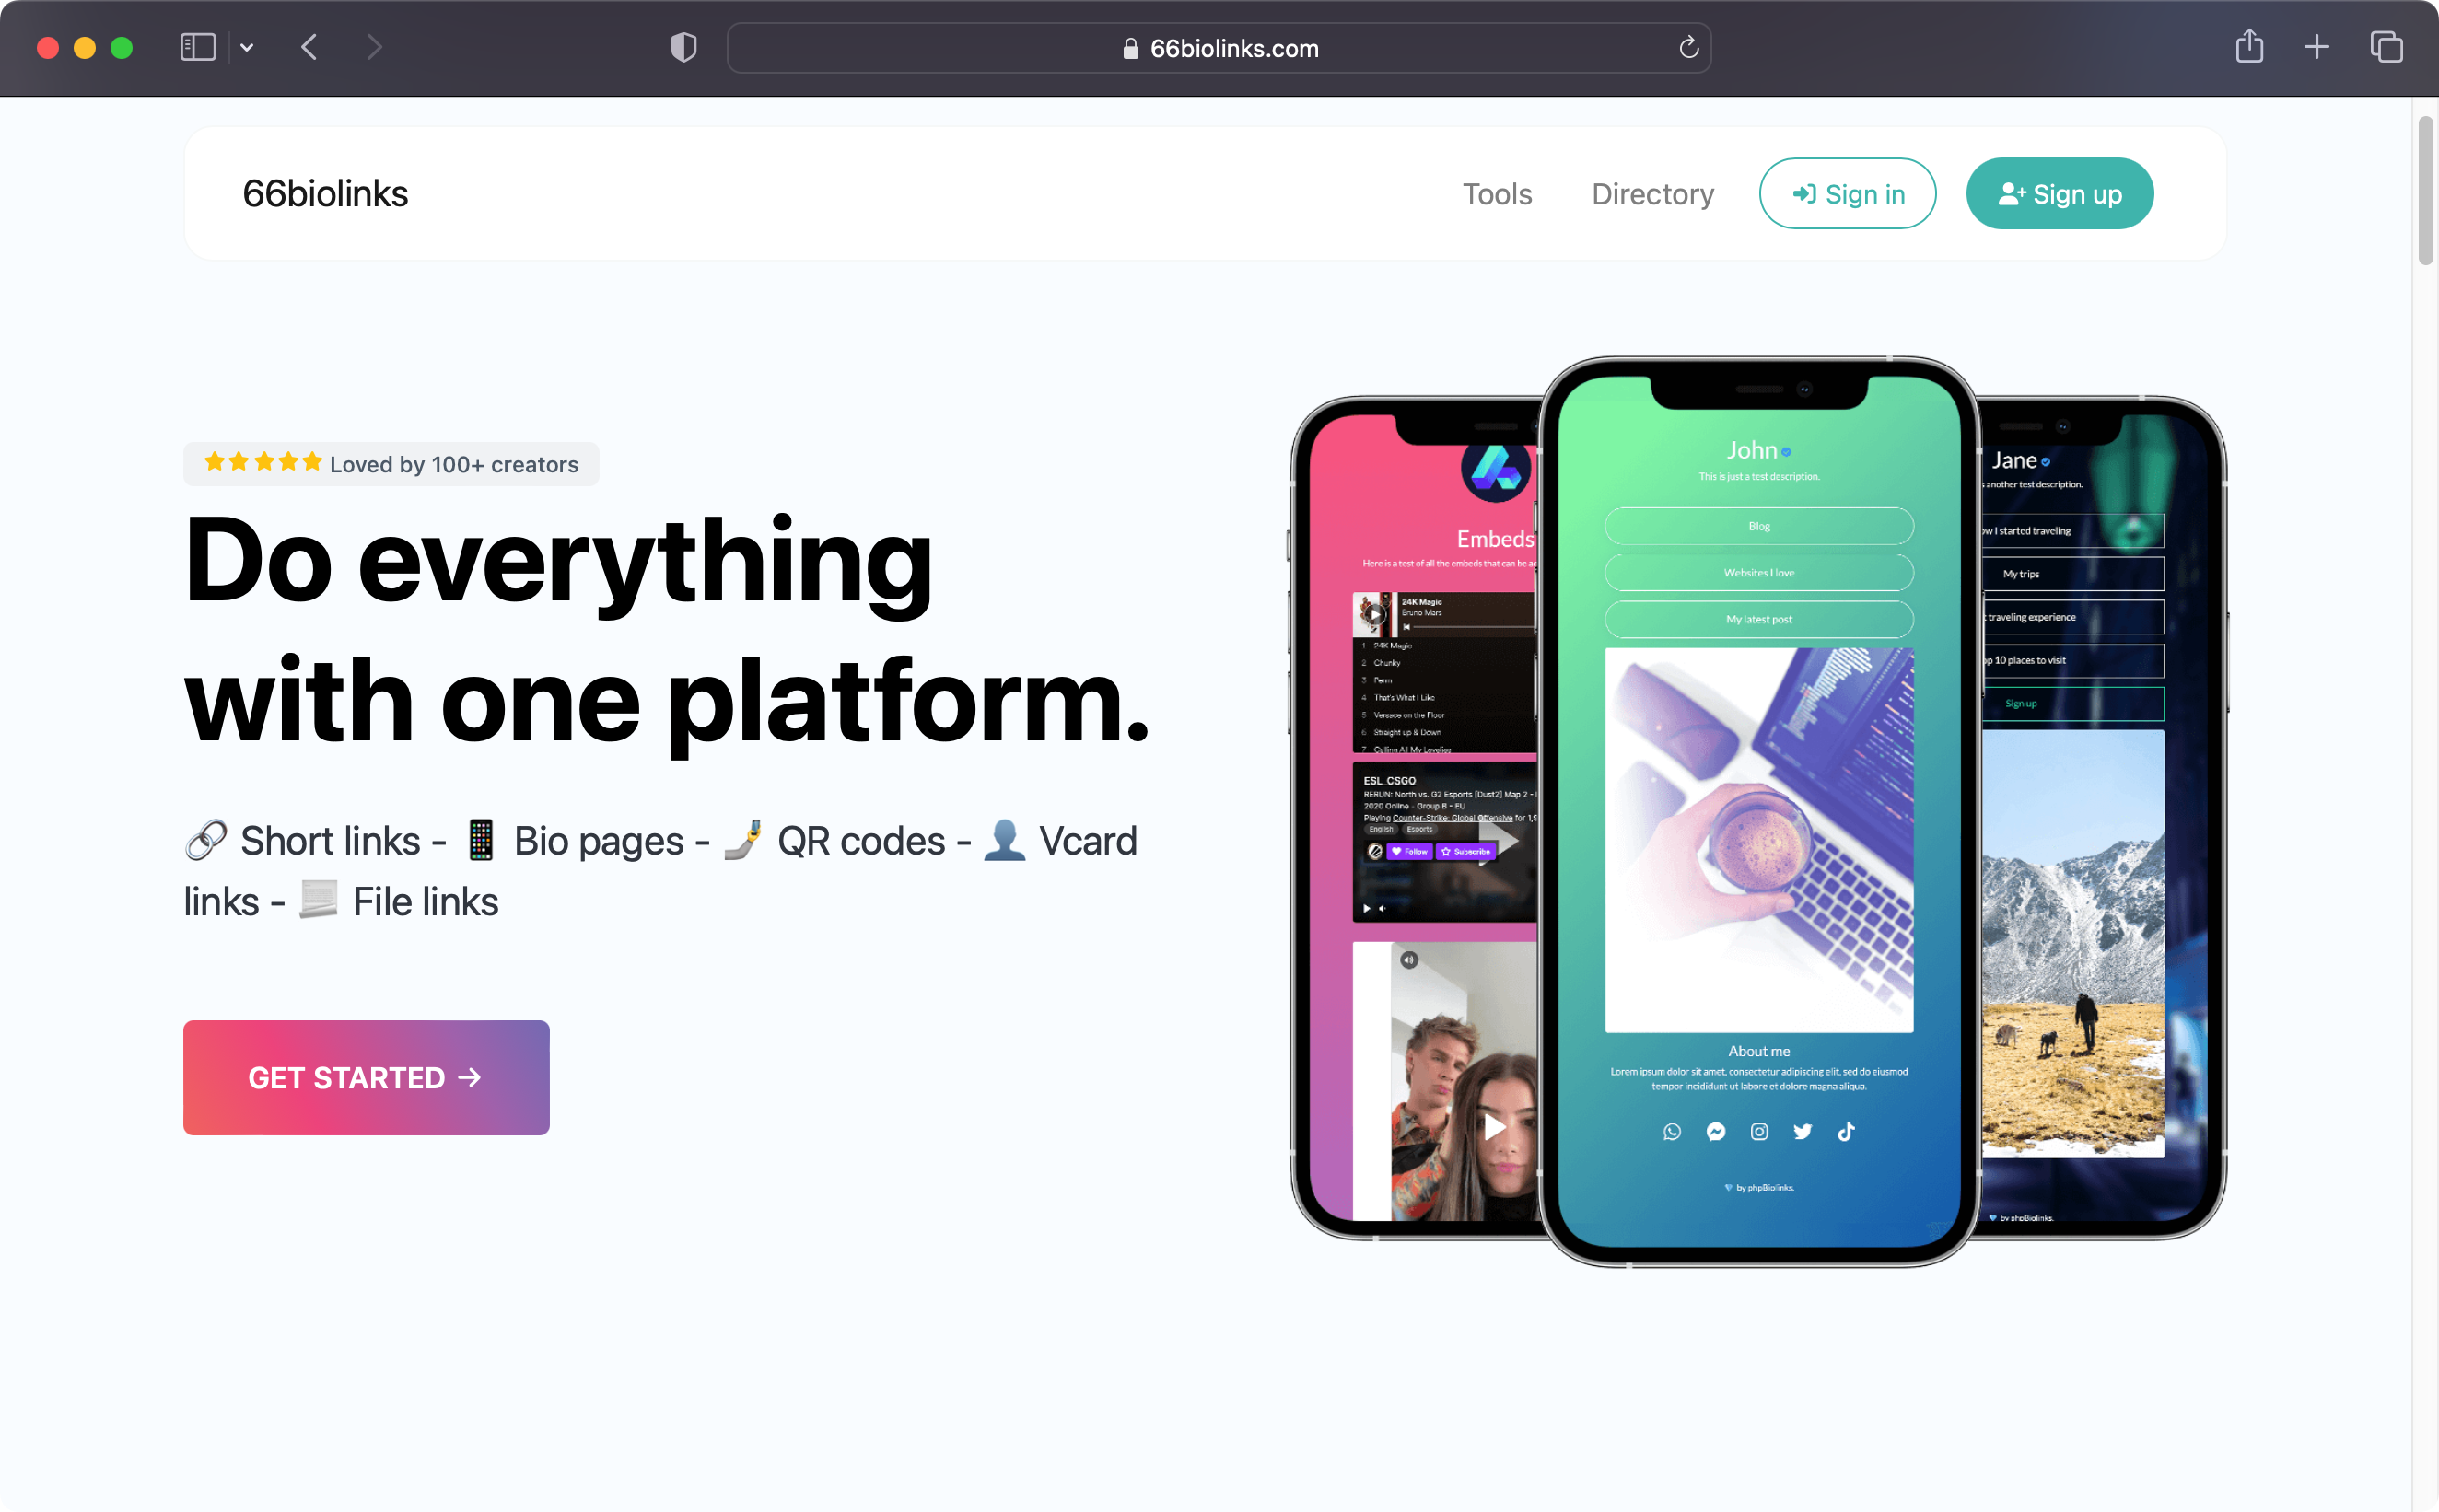 66biolinks.com
66biolinks
Tools
Directory
Sign in
Sign up
Loved by 100+ creators
Do everything
with one platform.
Short links - Bio pages - QR codes - Vcard
links - File links
GET STARTED
Embeds
Here is a test of all the embeds that can be
24K Magic
Bruno Mars
1 24K Magic
2 Chunky
3 Perm
4 That's What I Like
5 Versace on the Floor
6 Straight up & Down
7 Calling All My Lovelies
ESL_CSGO
RERUN: North vs. G2 Esports [Dust2] Map 2 -
2020 Online - Group B - EU
Playing Counter-Strike: Global Offensive for
English Esports
Follow Subscribe
John
This is just a test description.
Blog
Websites I love
My latest post
About me
Lorem ipsum dolor sit amet, consectetur adipiscing elit, sed do eiusmod
tempor incididunt ut labore et dolore magna aliqua.
by phpBiolinks.
Jane
another test description.
I started traveling
My trips
traveling experience
10 places to visit
Sign up
by phpBiolinks.